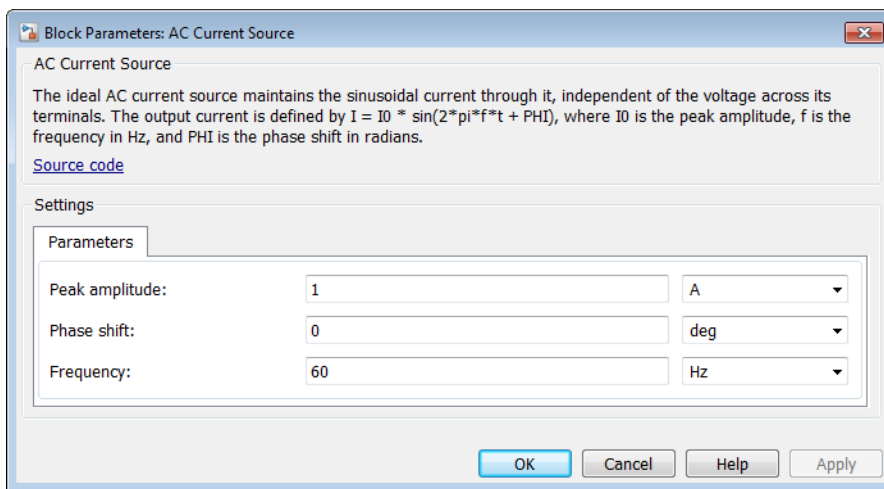 Block Parameters: AC Current Source
AC Current Source
The ideal AC current source maintains the sinusoidal current through it, independent of the voltage across its
terminals. The output current is defined by I = I0 * sin(2*pi*f*t + PHI), where I0 is the peak amplitude, f is the
frequency in Hz, and PHI is the phase shift in radians.
Source code
Settings
Parameters
Peak amplitude: 1 A
Phase shift: 0 deg
Frequency: 60 Hz
OK Cancel Help Apply